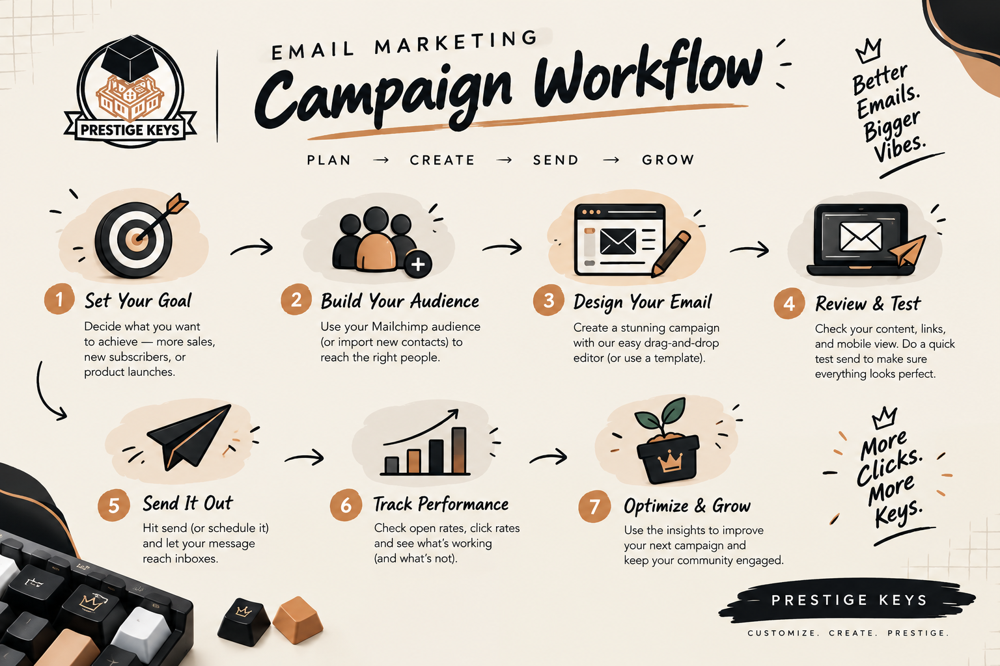 PRESTIGE KEYS
EMAIL MARKETING
Campaign Workflow
PLAN → CREATE → SEND → GROW
Better
Emails.
Bigger
Vibes.
1 Set Your Goal
Decide what you want
to achieve — more sales,
new subscribers, or
product launches.
2 Build Your Audience
Use your Mailchimp audience
(or import new contacts) to
reach the right people.
3 Design Your Email
Create a stunning campaign
with our easy drag-and-drop
editor (or use a template).
4 Review & Test
Check your content, links,
and mobile view. Do a quick
test send to make sure
everything looks perfect.
5 Send It Out
Hit send (or schedule it)
and let your message
reach inboxes.
6 Track Performance
Check open rates, click rates
and see what's working
(and what's not).
7 Optimize & Grow
Use the insights to improve
your next campaign and
keep your community engaged.
More
Clicks.
More
Keys.
PRESTIGE KEYS
CUSTOMIZE. CREATE. PRESTIGE.